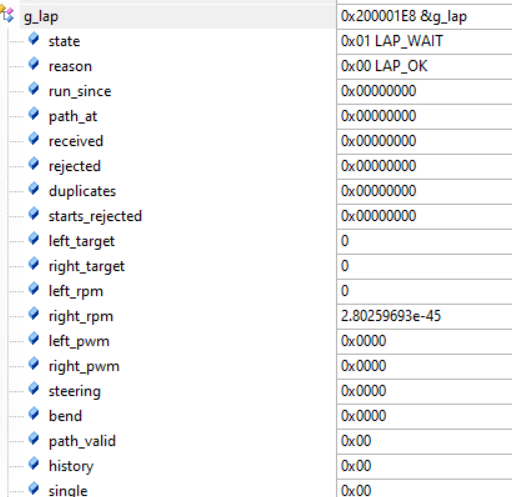 g_lap 0x200001E8 &g_lap
state 0x01 LAP_WAIT
reason 0x00 LAP_OK
run_since 0x00000000
path_at 0x00000000
received 0x00000000
rejected 0x00000000
duplicates 0x00000000
starts_rejected 0x00000000
left_target 0
right_target 0
left_rpm 0
right_rpm 2.80259693e-45
left_pwm 0x0000
right_pwm 0x0000
steering 0x0000
bend 0x0000
path_valid 0x00
history 0x00
single 0x00